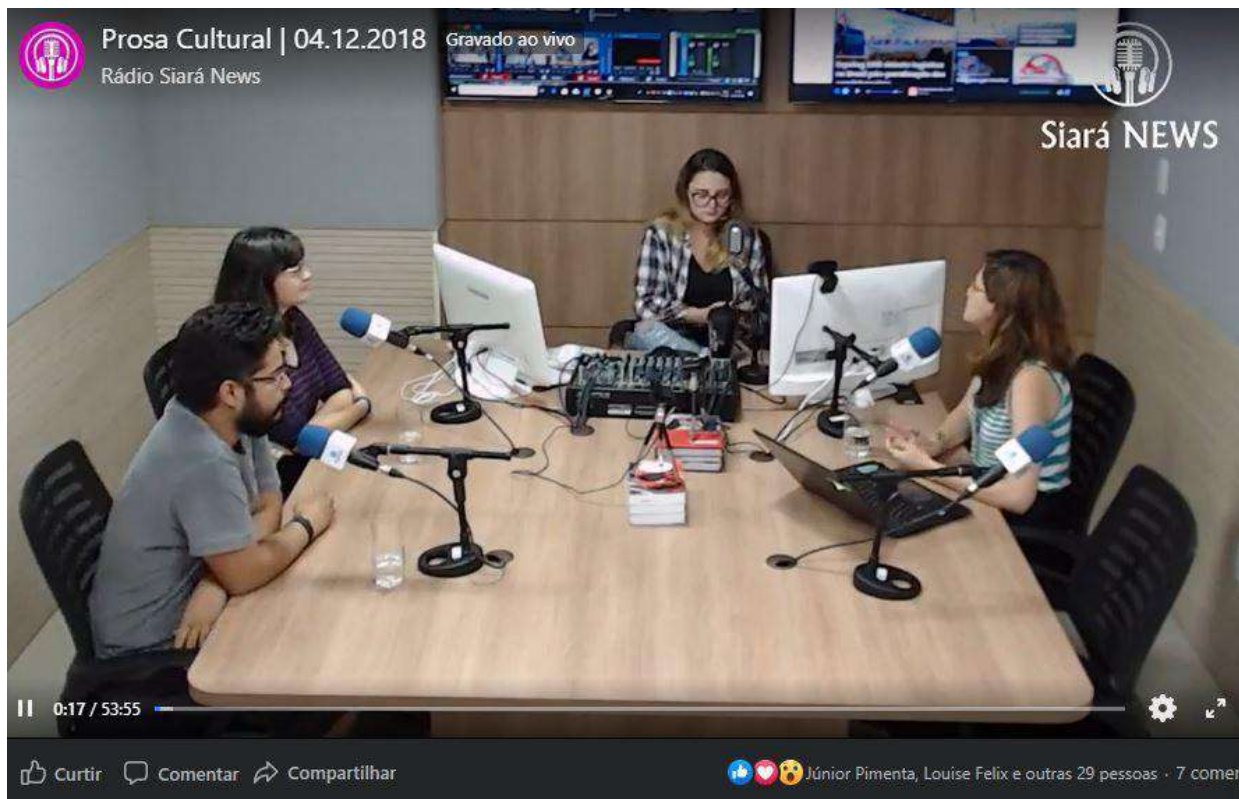 Prosa Cultural | 04.12.2018 Gravado ao vivo
Rádio Siará News
Siará NEWS
0:17 / 53:55
Curtir Comentar Compartilhar
Júnior Pimenta, Louise Felix e outras 29 pessoas · 7 comer